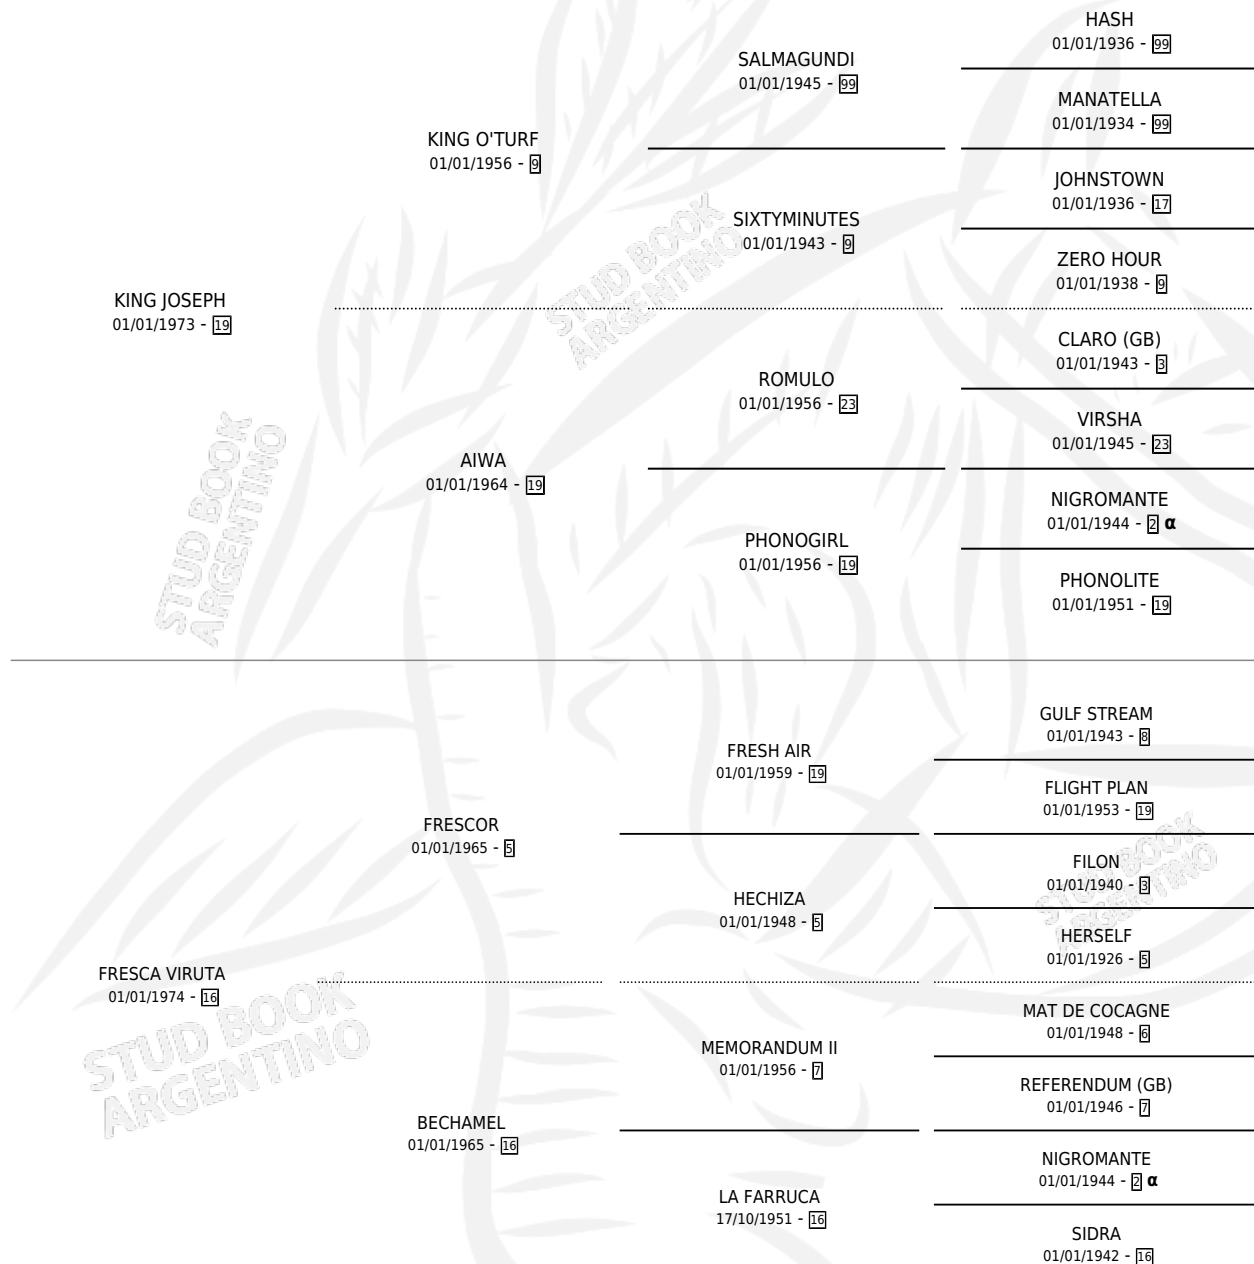 HASH
01/01/1936 - 99
SALMAGUNDI
01/01/1945 - 99
MANATELLA
01/01/1934 - 99
KING O'TURF
01/01/1956 - 9
JOHNSTOWN
01/01/1936 - 17
SIXTYMINUTES
01/01/1943 - 9
STUD BOOK
ARGENTINO
ZERO HOUR
01/01/1938 - 9
KING JOSEPH
01/01/1973 - 19
CLARO (GB)
01/01/1943 - 3
ROMULO
01/01/1956 - 23
VIRSHA
01/01/1945 - 23
AIWA
01/01/1964 - 19
STUD BOOK
ARGENTINO
NIGROMANTE
01/01/1944 - 2 α
PHONOGIRL
01/01/1956 - 19
PHONOLITE
01/01/1951 - 19
GULF STREAM
01/01/1943 - 8
FRESH AIR
01/01/1959 - 19
FLIGHT PLAN
01/01/1953 - 19
FRESCOR
01/01/1965 - 5
FILON
01/01/1940 - 3
STUD BOOK
ARGENTINO
HECHIZA
01/01/1948 - 5
HERSELF
01/01/1926 - 5
FRESCA VIRUTA
01/01/1974 - 16
STUD BOOK
ARGENTINO
MAT DE COCAGNE
01/01/1948 - 6
MEMORANDUM II
01/01/1956 - 7
REFERENDUM (GB)
01/01/1946 - 7
BECHAMEL
01/01/1965 - 16
NIGROMANTE
01/01/1944 - 2 α
LA FARRUCA
17/10/1951 - 16
SIDRA
01/01/1942 - 16